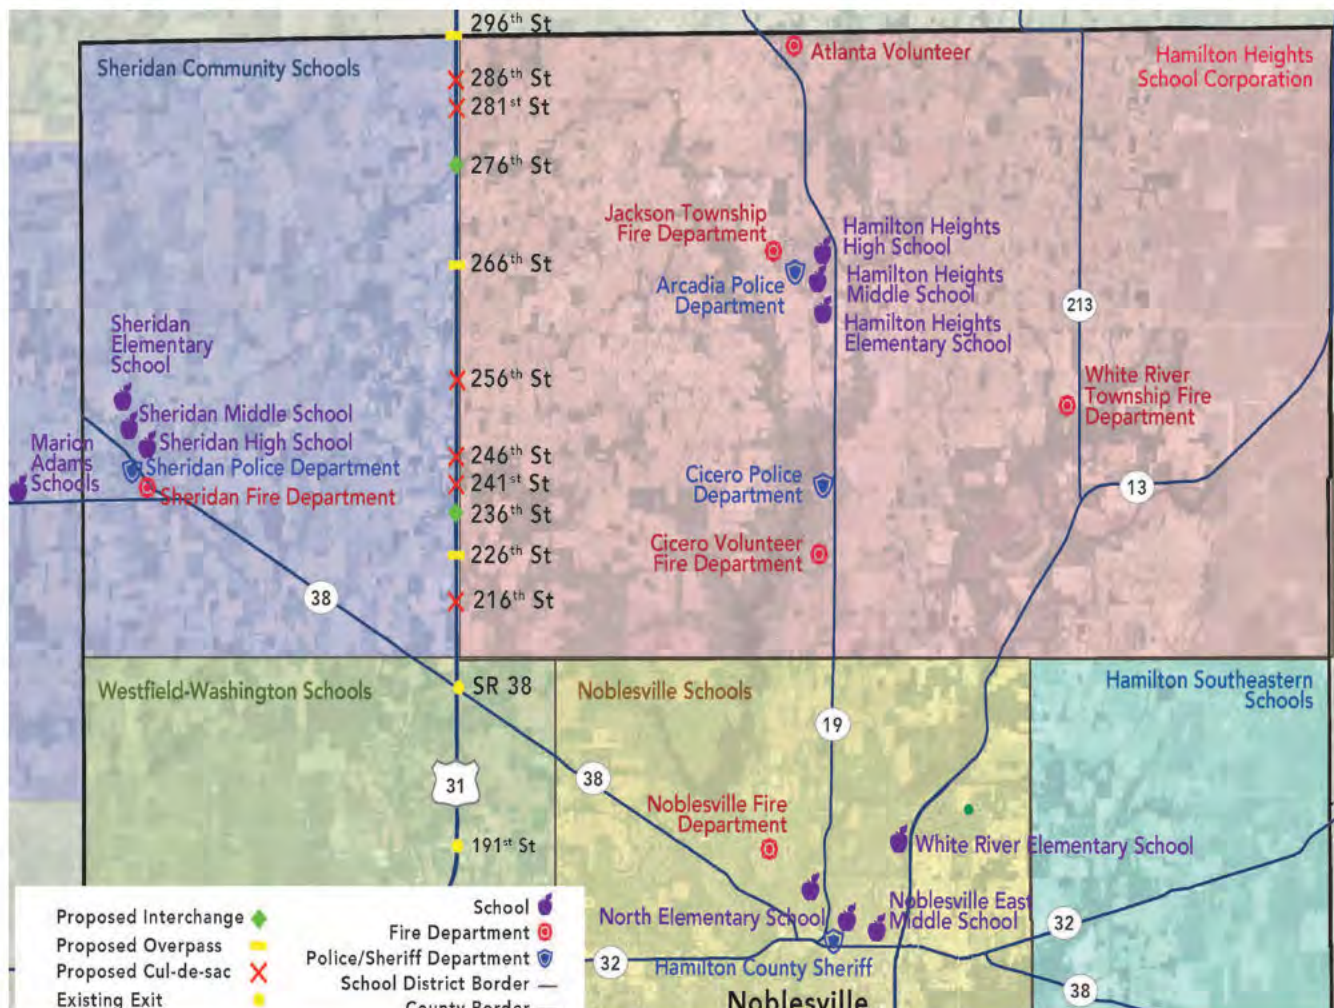 296th St
Sheridan Community Schools
Atlanta Volunteer
Hamilton Heights
School Corporation
286th St
281st St
276th St
Jackson Township
Fire Department
Hamilton Heights
High School
266th St
Arcadia Police
Department
Hamilton Heights
Middle School
213
Hamilton Heights
Elementary School
Sheridan
Elementary
School
256th St
White River
Township Fire
Department
Sheridan Middle School
Marion
Adams
Schools
Sheridan High School
246th St
Sheridan Police Department
Cicero Police
Department
241st St
13
Sheridan Fire Department
236th St
226th St
Cicero Volunteer
Fire Department
38
216th St
Westfield-Washington Schools
SR 38
Noblesville Schools
Hamilton Southeastern
Schools
19
31
38
Noblesville Fire
Department
191st St
White River Elementary School
Proposed Interchange
Proposed Overpass
Proposed Cul-de-sac
Existing Exit
School
Fire Department
Police/Sheriff Department
School District Border
County Border
North Elementary School
Noblesville East
Middle School
32
32
Hamilton County Sheriff
38
Noblesville